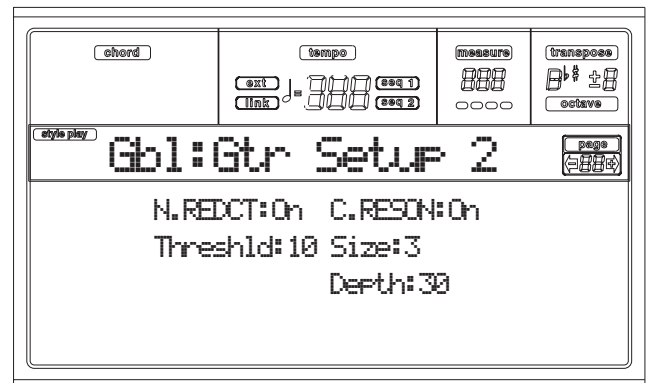 chord tempo measure transpose
ext seq 1
link seq 2
octave
style play
Gbl:Gtr Setup 2 page
N.REDCT:On C.RESON:On
Threshld:10 Size:3
Depth:30